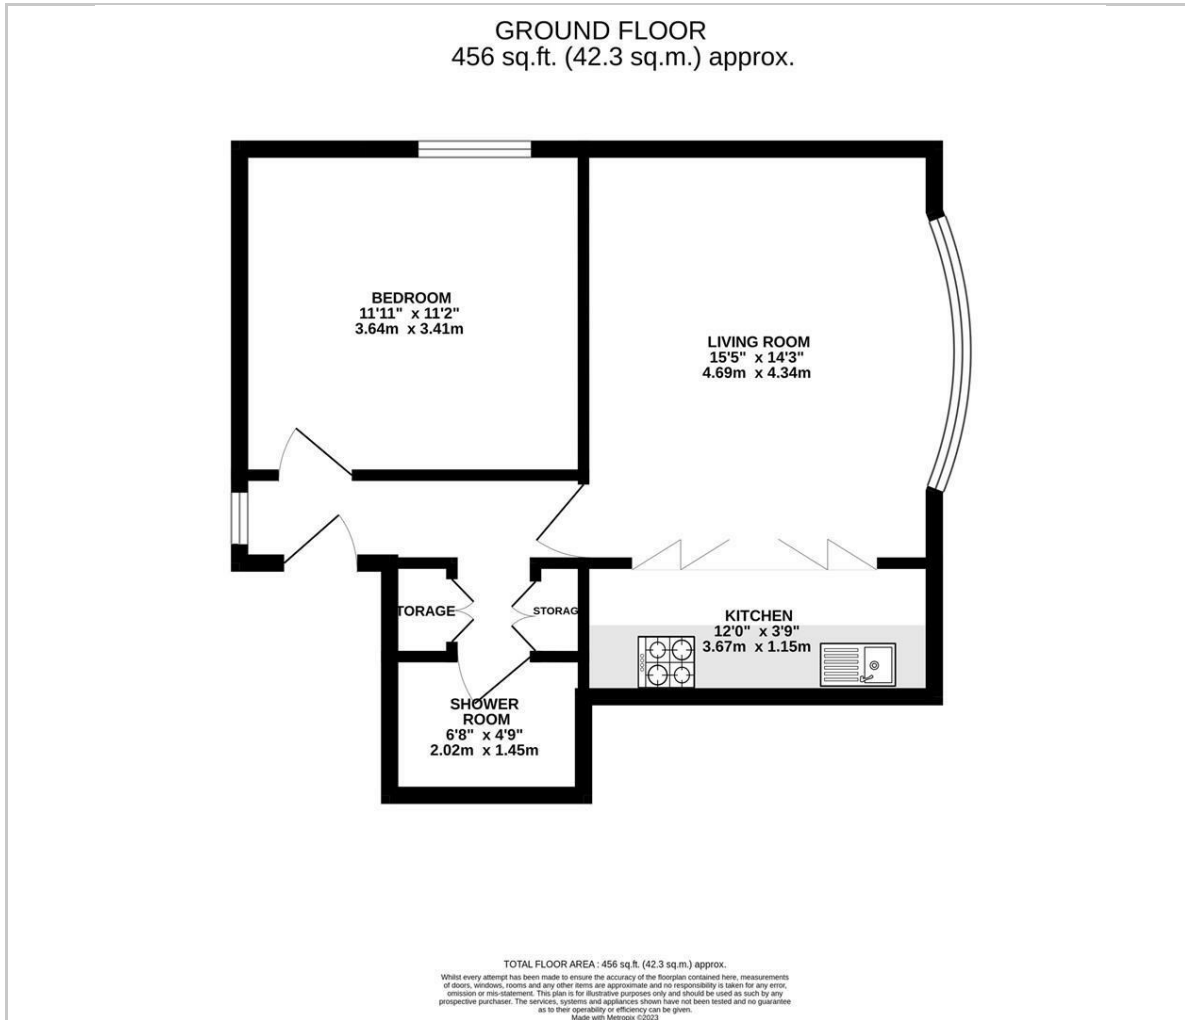 GROUND FLOOR
456 sq.ft. (42.3 sq.m.) approx.
BEDROOM
11'11" x 11'2"
3.64m x 3.41m
LIVING ROOM
15'5" x 14'3"
4.69m x 4.34m
TORAGE
STORAG
KITCHEN
12'0" x 3'9"
3.67m x 1.15m
SHOWER
ROOM
6'8" x 4'9"
2.02m x 1.45m
TOTAL FLOOR AREA : 456 sq.ft. (42.3 sq.m.) approx.
Whilst every attempt has been made to ensure the accuracy of the floorplan contained here, measurements
of doors, windows, rooms and any other items are approximate and no responsibility is taken for any error,
omission or mis-statement. This plan is for illustrative purposes only and should be used as such by any
prospective purchaser. The services, systems and appliances shown have not been tested and no guarantee
as to their operability or efficiency can be given.
Made with Metropix ©2023